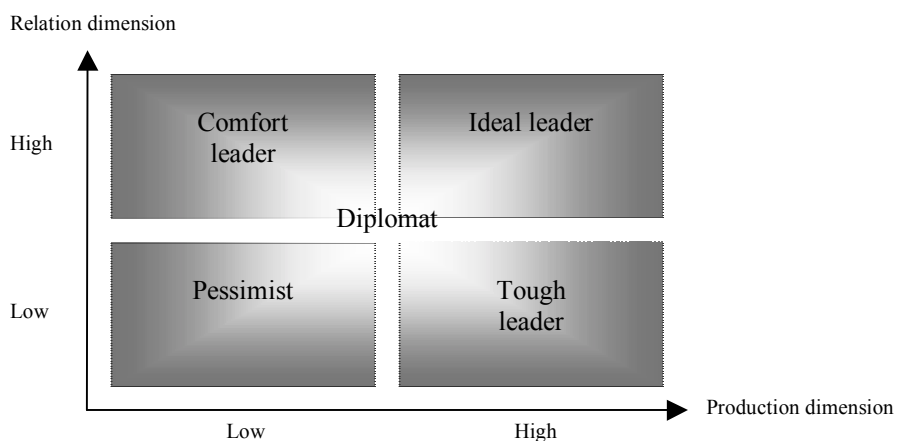 Relation dimension
High
Comfort
leader
Ideal leader
Diplomat
Low
Pessimist
Tough
leader
Production dimension
Low
High